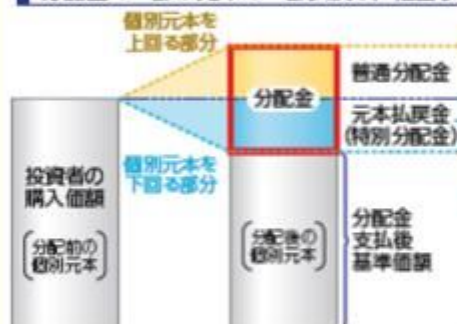 個別元本を
上回る部分
普通分配金
分配金
元本払戻金
(特別分配金)
個別元本を
下回る部分
投資者の
購入価額
(分配前の
個別元本)
(分配後の
個別元本)
分配金
支払後
基準価額